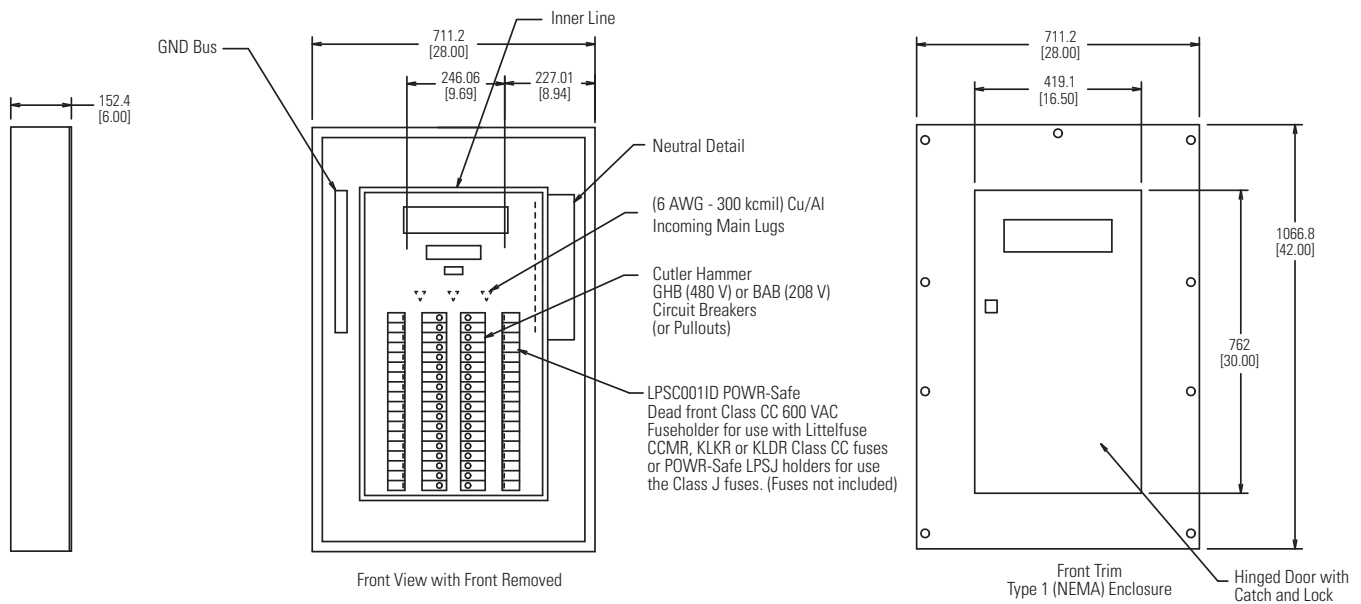 152.4
[6.00]
GND Bus
Inner Line
711.2
[28.00]
246.06
[9.69]
227.01
[8.94]
Neutral Detail
(6 AWG - 300 kcmil) Cu/Al
Incoming Main Lugs
Cutler Hammer
GHB (480 V) or BAB (208 V)
Circuit Breakers
(or Pullouts)
LPSC001ID POWR-Safe
Dead front Class CC 600 VAC
Fuseholder for use with Littelfuse
CCMR, KLKR or KLDR Class CC fuses
or POWR-Safe LPSJ holders for use
the Class J fuses. (Fuses not included)
Front View with Front Removed
711.2
[28.00]
419.1
[16.50]
1066.8
[42.00]
762
[30.00]
Front Trim
Type 1 (NEMA) Enclosure
Hinged Door with
Catch and Lock